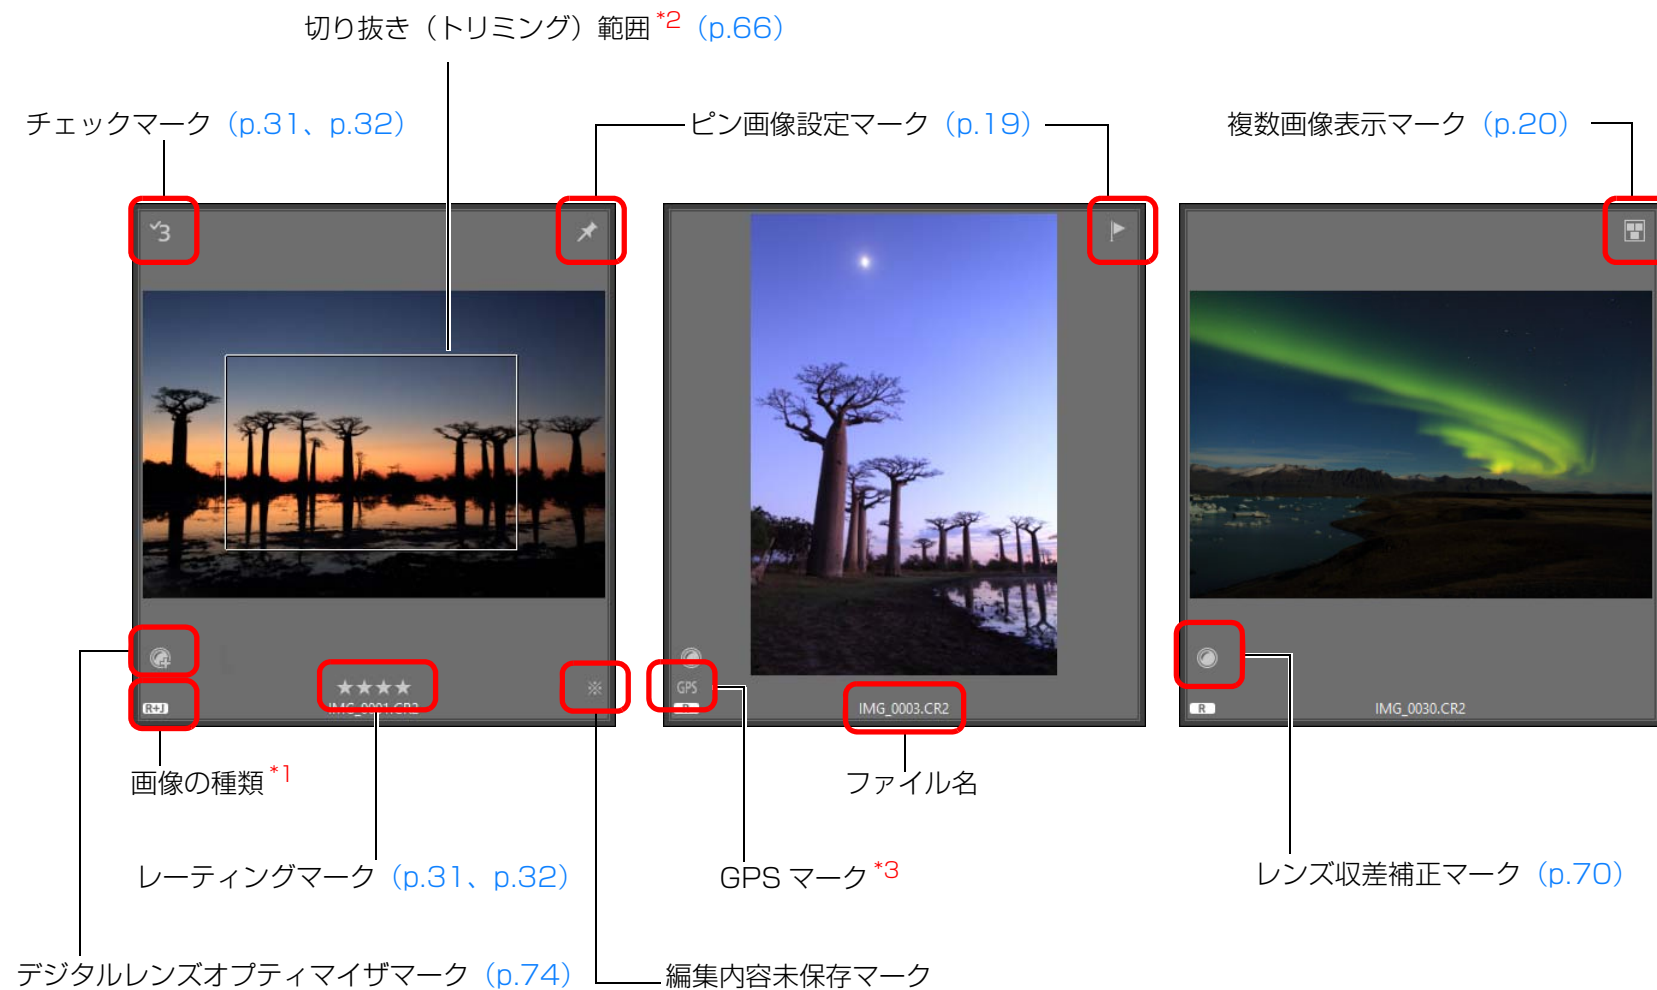 切り抜き（トリミング）範囲*2（p.66）
チェックマーク（p.31、p.32）
ピン画像設定マーク（p.19）
複数画像表示マーク（p.20）
3
★★★★
※
GPS
R+J
IMG_0001.CR2
R
IMG_0003.CR2
R
IMG_0030.CR2
画像の種類*1
ファイル名
レーティングマーク（p.31、p.32）
GPS マーク*3
レンズ収差補正マーク（p.70）
デジタルレンズオプティマイザマーク（p.74）
編集内容未保存マーク